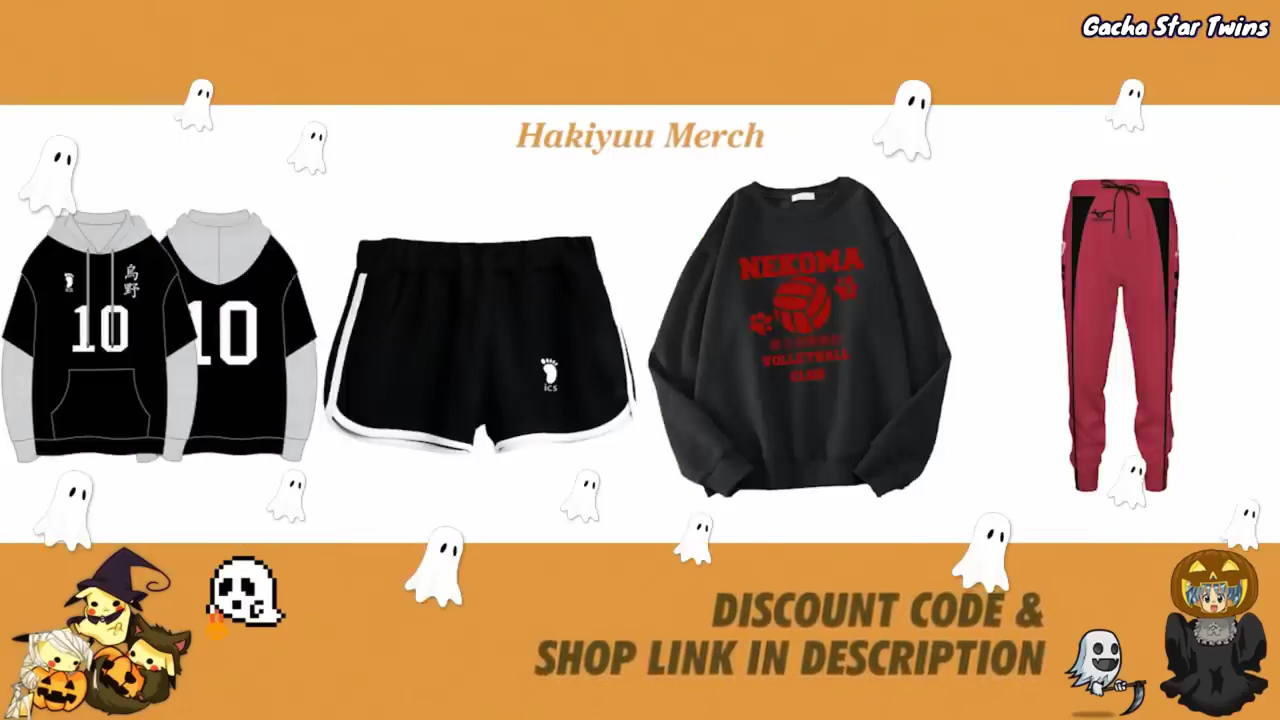 Gacha Star Twins
Hakiyuu Merch
烏野
10
10
ICS
NEKOMA
VOLLEYBALL
CLUB
DISCOUNT CODE &
SHOP LINK IN DESCRIPTION